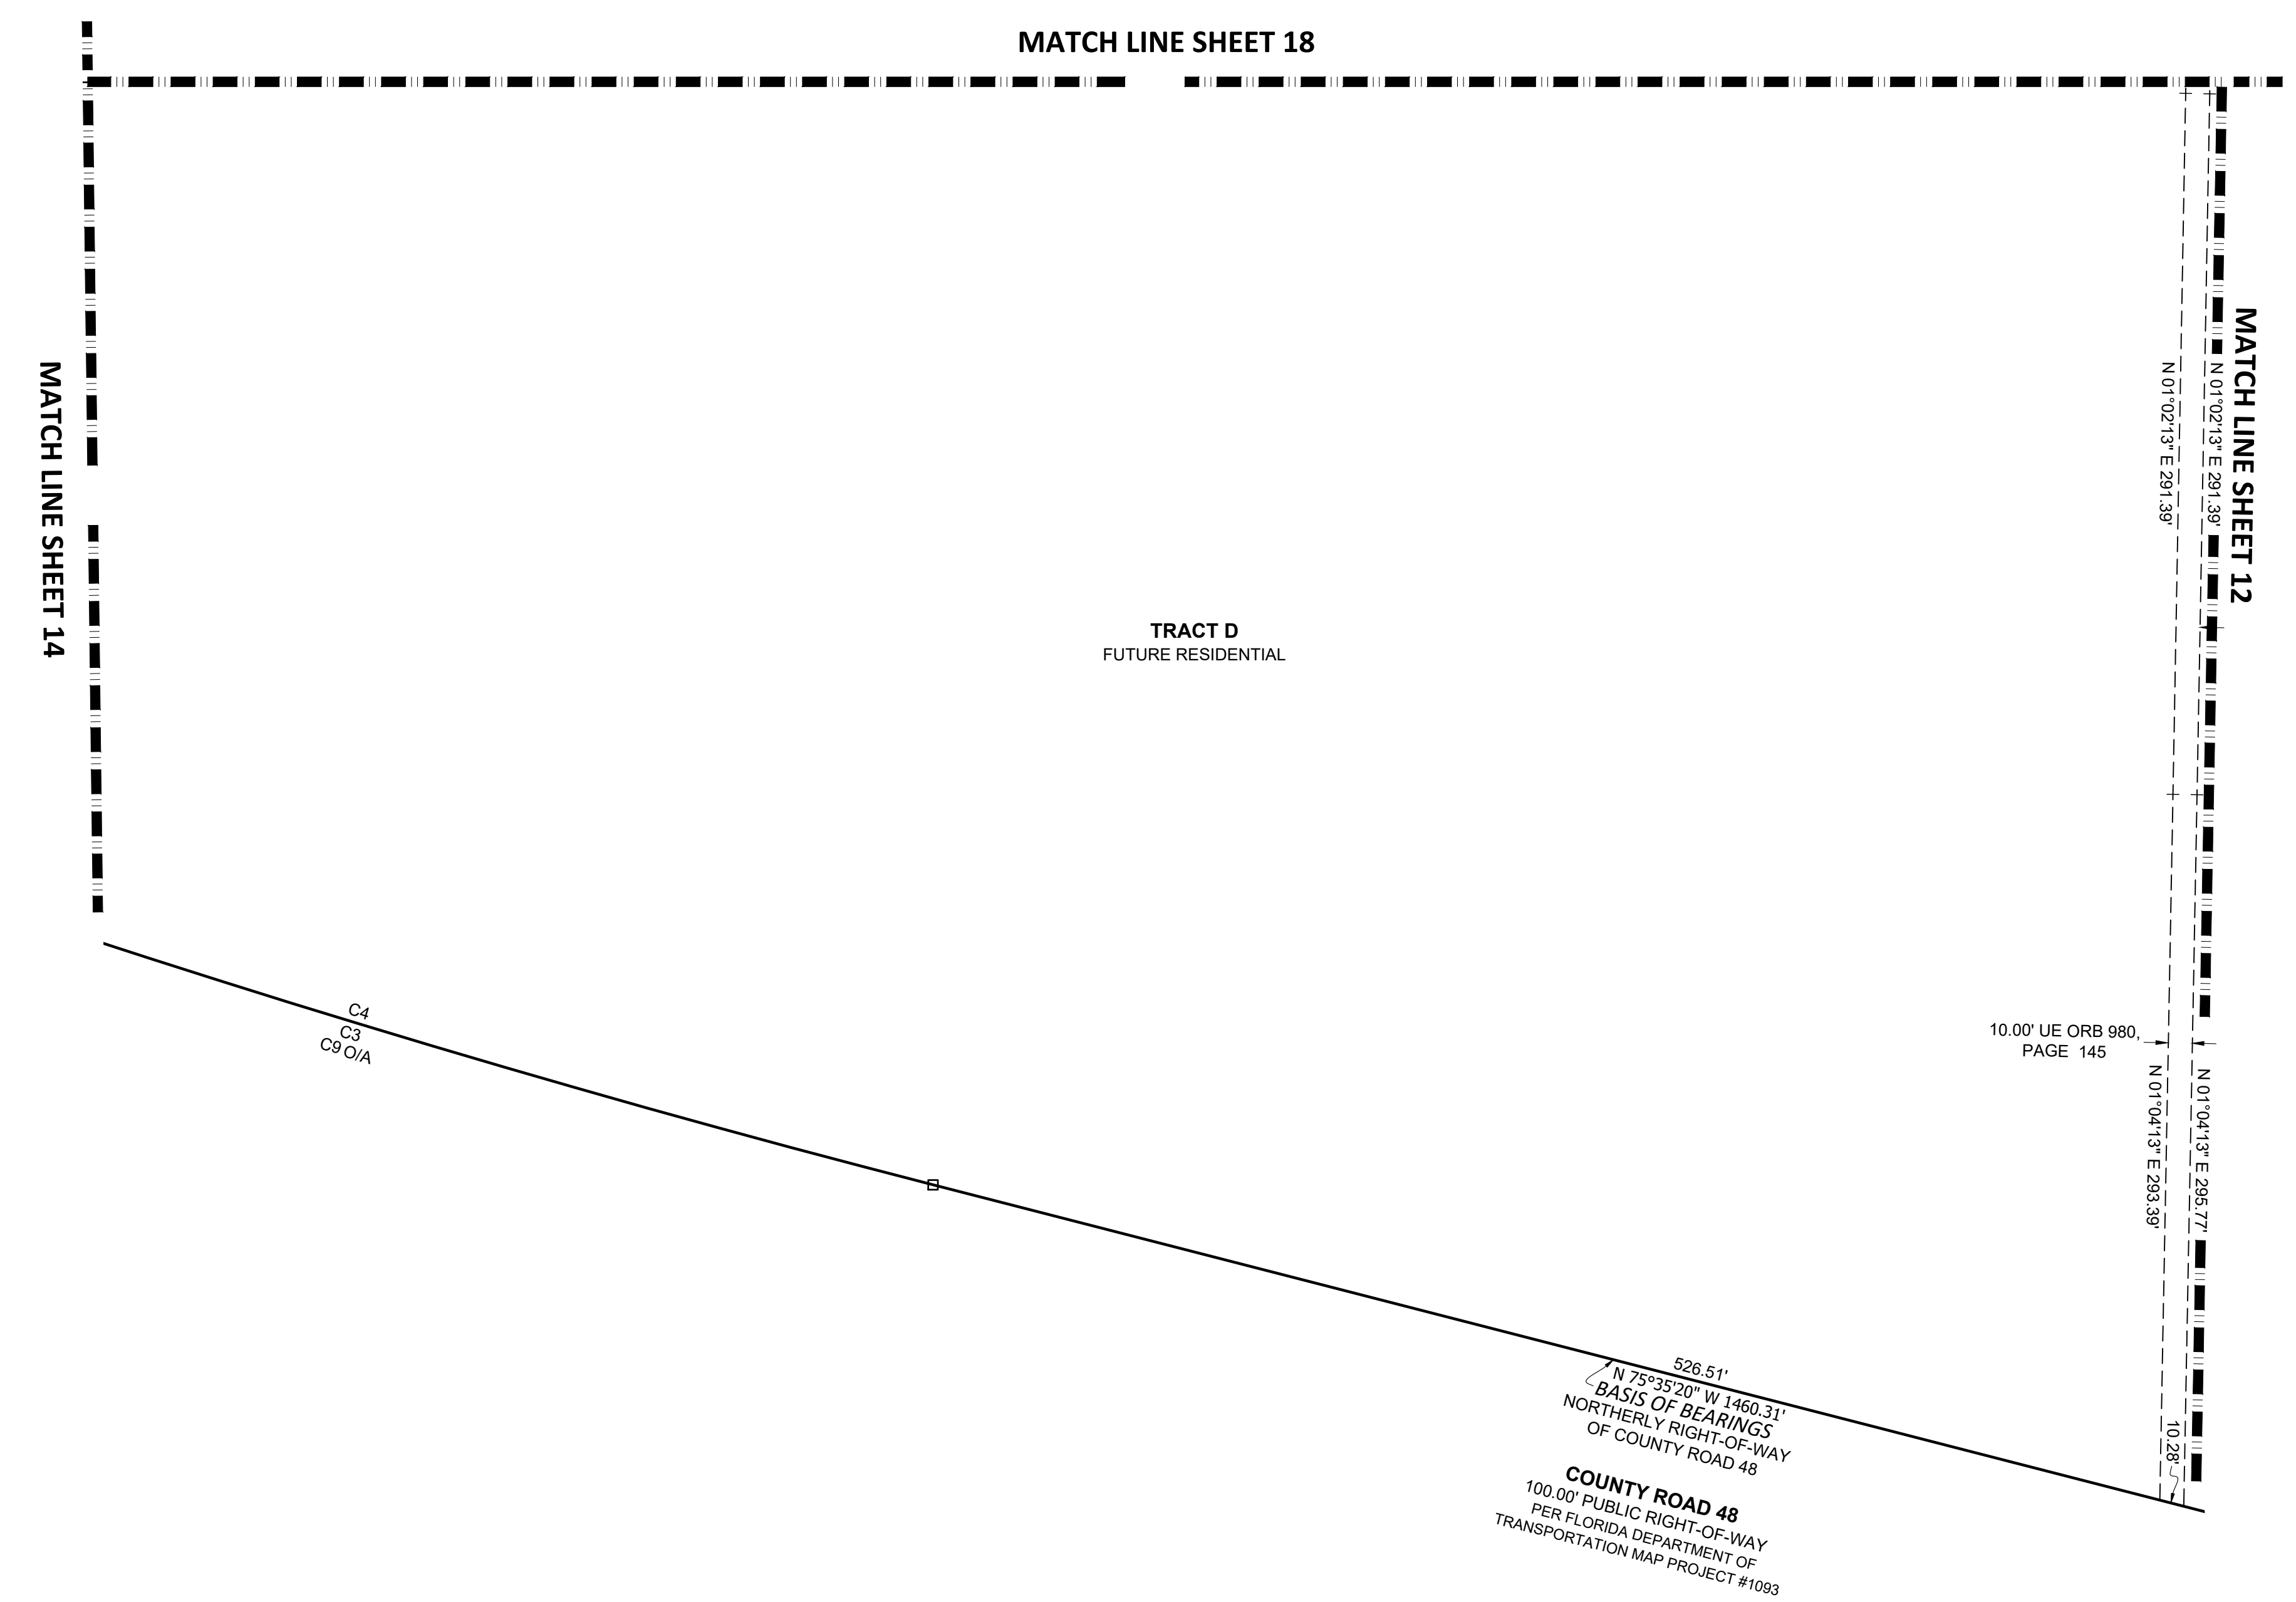 MATCH LINE SHEET 18
MATCH LINE SHEET 14
MATCH LINE SHEET 12
N 01°02'13" E 291.39'
N 01°02'13" E 291.39'
TRACT D
FUTURE RESIDENTIAL
C4
C3
C9 O/A
10.00' UE ORB 980,
PAGE 145
N 01°04'13" E 293.39'
N 01°04'13" E 295.77'
526.51'
N 75°35'20" W 1460.31'
BASIS OF BEARINGS
NORTHERLY RIGHT-OF-WAY
OF COUNTY ROAD 48
10.28'
COUNTY ROAD 48
100.00' PUBLIC RIGHT-OF-WAY
PER FLORIDA DEPARTMENT OF
TRANSPORTATION MAP PROJECT #1093